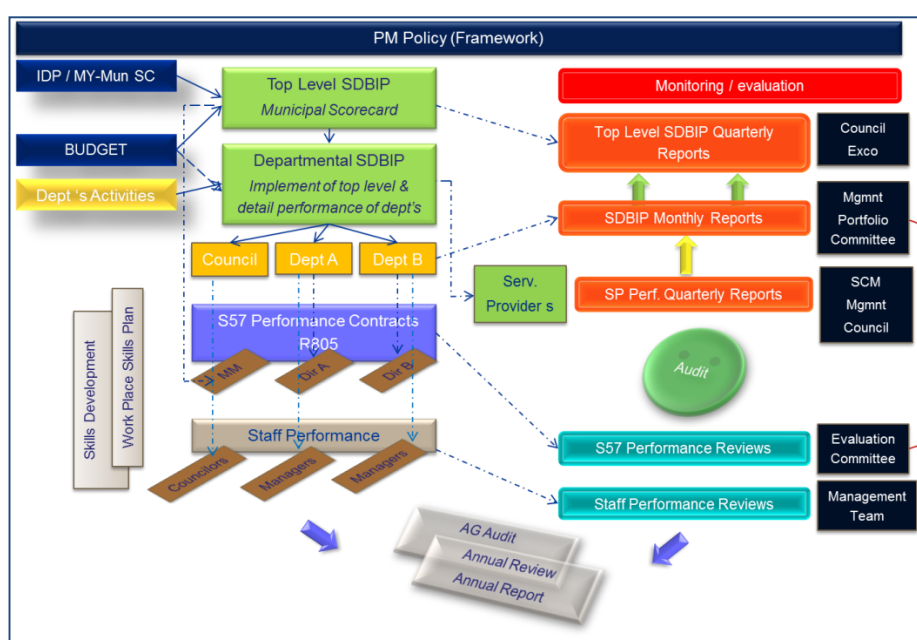 PM Policy (Framework)
IDP / MY-Mun SC
BUDGET
Dept 's Activities
Top Level SDBIP
Municipal Scorecard
Departmental SDBIP
Implement of top level &
detail performance of dept's
Council
Dept A
Dept B
Serv.
Provider s
S57 Performance Contracts
R805
MM
Dir A
Dir B
Staff Performance
Councilors
Managers
Managers
Skills Development
Work Place Skills Plan
Monitoring / evaluation
Top Level SDBIP Quarterly
Reports
Council
Exco
SDBIP Monthly Reports
Mgmnt
Portfolio
Committee
SP Perf. Quarterly Reports
SCM
Mgmnt
Council
Audit
S57 Performance Reviews
Evaluation
Committee
Staff Performance Reviews
Management
Team
AG Audit
Annual Review
Annual Report